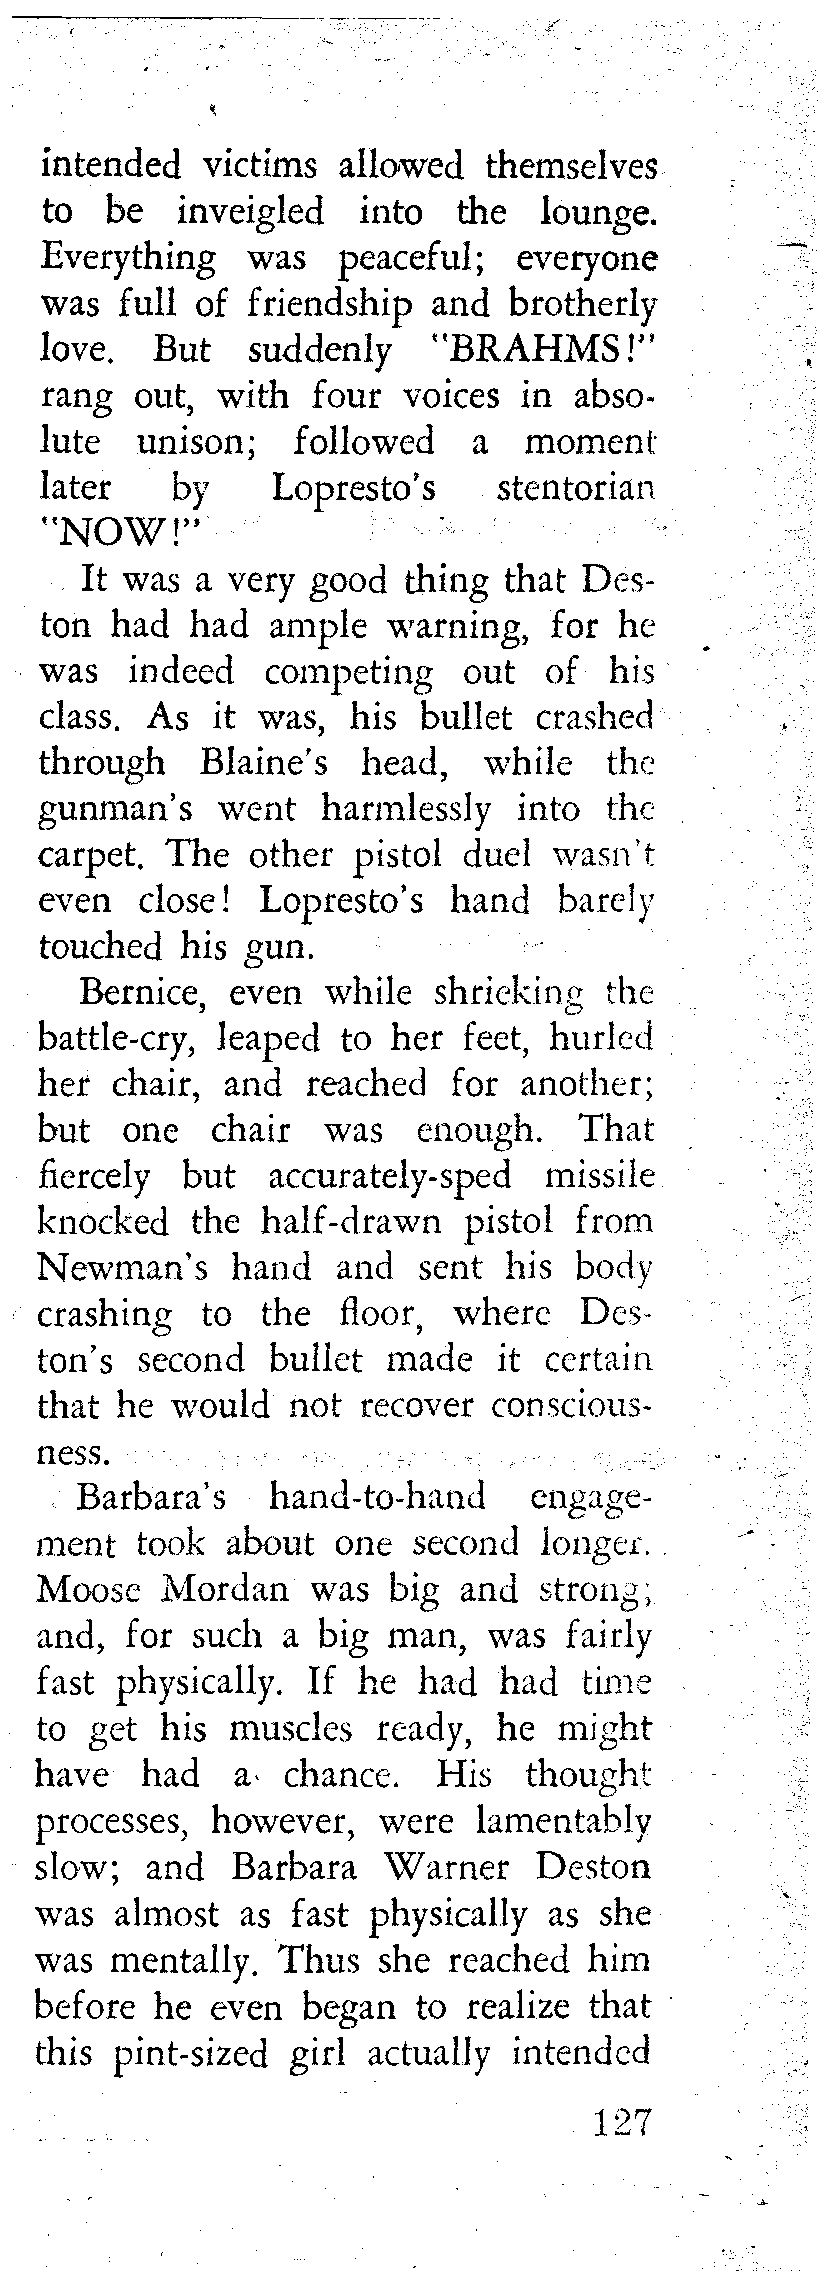 intended victims allowed themselves
to be inveigled into the lounge.
Everything was peaceful; everyone
was full of friendship and brotherly
love. But suddenly "BRAHMS!"
rang out, with four voices in abso-
lute unison; followed a moment
later by Lopresto's stentorian
"NOW!"
It was a very good thing that Des-
ton had had ample warning, for he
was indeed competing out of his
class. As it was, his bullet crashed
through Blaine's head, while the
gunman's went harmlessly into the
carpet. The other pistol duel wasn't
even close! Lopresto's hand barely
touched his gun.
Bernice, even while shrieking the
battle-cry, leaped to her feet, hurled
her chair, and reached for another;
but one chair was enough. That
fiercely but accurately-sped missile
knocked the half-drawn pistol from
Newman's hand and sent his body
crashing to the floor, where Des-
ton's second bullet made it certain
that he would not recover conscious-
ness.
Barbara's hand-to-hand engage-
ment took about one second longer.
Moose Mordan was big and strong;
and, for such a big man, was fairly
fast physically. If he had had time
to get his muscles ready, he might
have had a chance. His thought
processes, however, were lamentably
slow; and Barbara Warner Deston
was almost as fast physically as she
was mentally. Thus she reached him
before he even began to realize that
this pint-sized girl actually intended
127